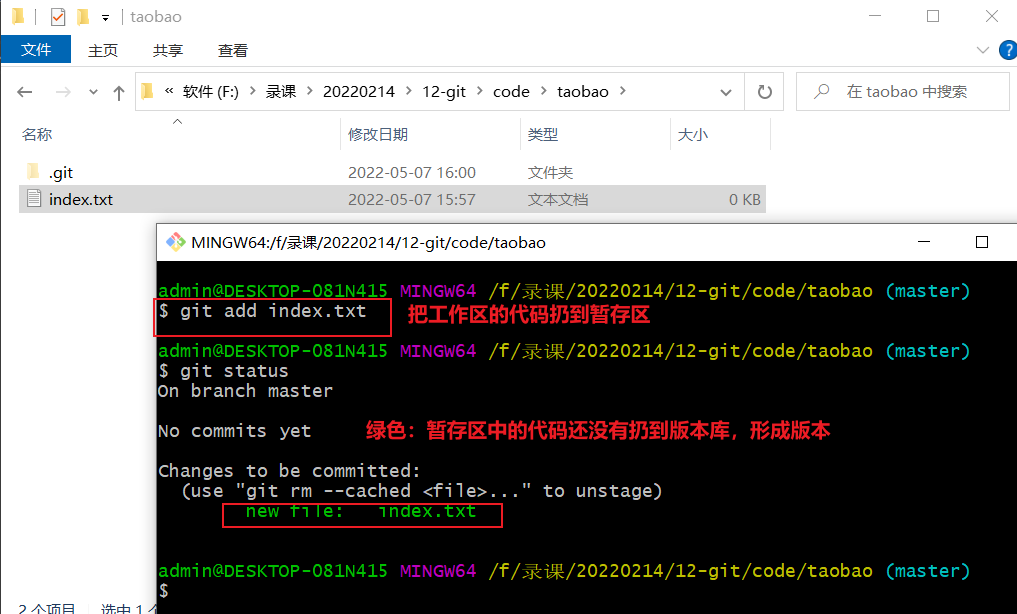 taobao
文件 主页 共享 查看 ?
« 软件 (F:) > 录课 > 20220214 > 12-git > code > taobao >
在 taobao 中搜索
名称 修改日期 类型 大小
.git 2022-05-07 16:00 文件夹
index.txt 2022-05-07 15:57 文本文档 0 KB
MINGW64:/f/录课/20220214/12-git/code/taobao
admin@DESKTOP-081N415 MINGW64 /f/录课/20220214/12-git/code/taobao (master)
$ git add index.txt 把工作区的代码扔到暂存区
admin@DESKTOP-081N415 MINGW64 /f/录课/20220214/12-git/code/taobao (master)
$ git status
On branch master
No commits yet 绿色：暂存区中的代码还没有扔到版本库，形成版本
Changes to be committed:
(use "git rm --cached <file>..." to unstage)
new file: index.txt
admin@DESKTOP-081N415 MINGW64 /f/录课/20220214/12-git/code/taobao (master)
$
2 个项目 选中 1